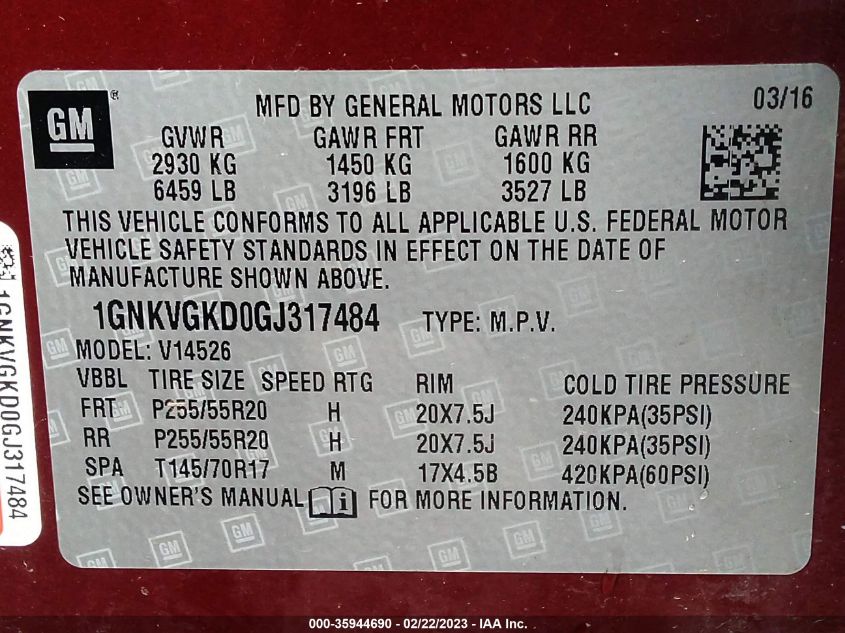 GM® MFD BY GENERAL MOTORS LLC 03/16
GVWR GAWR FRT GAWR RR
2930 KG 1450 KG 1600 KG
6459 LB 3196 LB 3527 LB
THIS VEHICLE CONFORMS TO ALL APPLICABLE U.S. FEDERAL MOTOR
VEHICLE SAFETY STANDARDS IN EFFECT ON THE DATE OF
MANUFACTURE SHOWN ABOVE.
1GNKVGKD0GJ317484 TYPE: M.P.V.
MODEL: V14526
VBBL TIRE SIZE SPEED RTG RIM COLD TIRE PRESSURE
FRT P255/55R20 H 20X7.5J 240KPA(35PSI)
RR P255/55R20 H 20X7.5J 240KPA(35PSI)
SPA T145/70R17 M 17X4.5B 420KPA(60PSI)
SEE OWNER'S MANUAL i FOR MORE INFORMATION.
1GNKVGKD0GJ317484
000-35944690 - 02/22/2023 - IAA Inc.